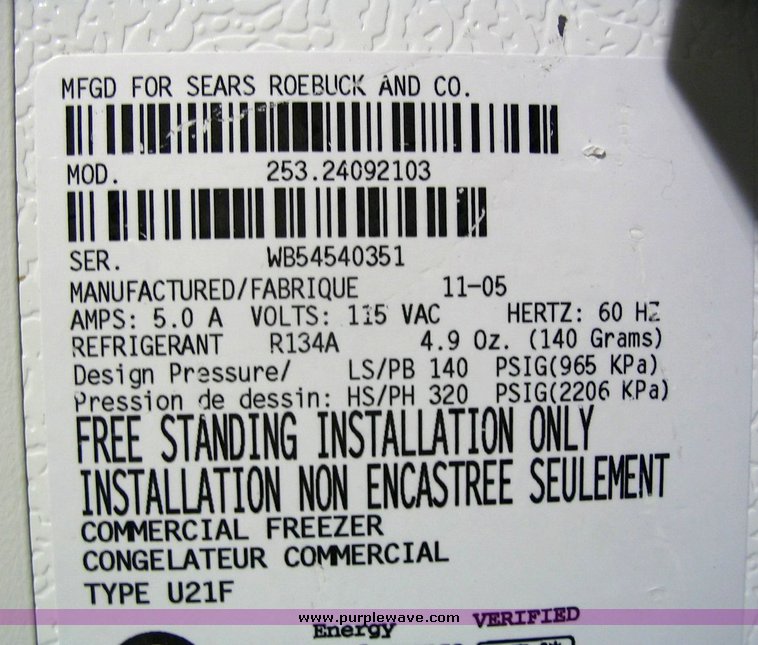 MFGD FOR SEARS ROEBUCK AND CO.
MOD. 253.24092103
SER. WB54540351
MANUFACTURED/FABRIQUE 11-05
AMPS: 5.0 A VOLTS: 115 VAC HERTZ: 60 HZ
REFRIGERANT R134A 4.9 Oz. (140 Grams)
Design Pressure/ LS/PB 140 PSIG(965 KPa)
Pression de dessin: HS/PH 320 PSIG(2206 KPa)
FREE STANDING INSTALLATION ONLY
INSTALLATION NON ENCASTREE SEULEMENT
COMMERCIAL FREEZER
CONGELATEUR COMMERCIAL
TYPE U21F
www.purplewave.com
Energy VERIFIED